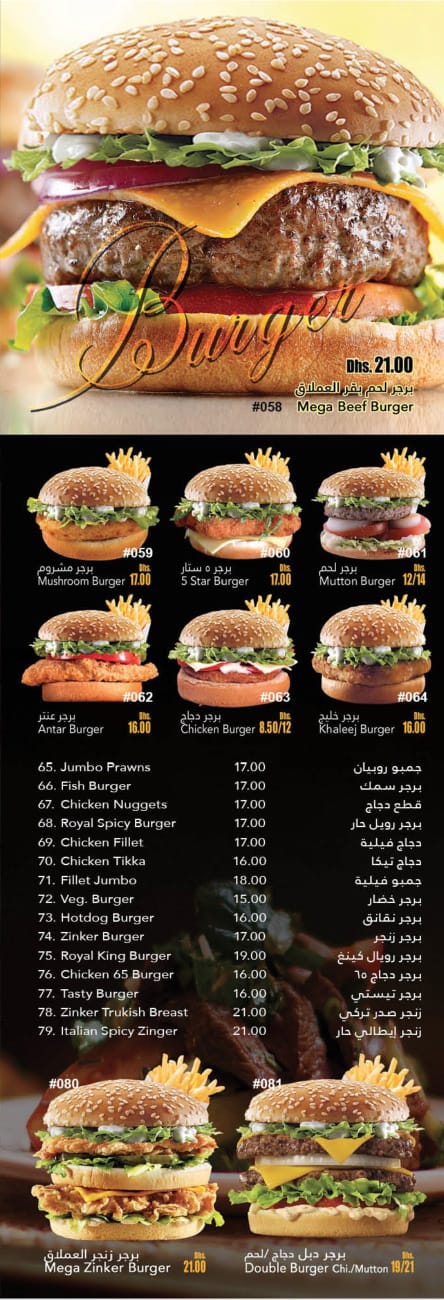 Burger
Dhs. 21.00
برجر لحم بقر العملاق
#058 Mega Beef Burger
#059
برجر مشروم
Mushroom Burger Dhs. 17.00
#060
برجر ٥ ستار
5 Star Burger Dhs. 17.00
#061
برجر لحم
Mutton Burger Dhs. 12/14
#062
برجر عنتر
Antar Burger Dhs. 16.00
#063
برجر دجاج
Chicken Burger Dhs. 8.50/12
#064
برجر خليج
Khaleej Burger Dhs. 16.00
65. Jumbo Prawns 17.00 جمبو روبيان
66. Fish Burger 17.00 برجر سمك
67. Chicken Nuggets 17.00 قطع دجاج
68. Royal Spicy Burger 17.00 برجر رويل حار
69. Chicken Fillet 17.00 دجاج فيلية
70. Chicken Tikka 16.00 دجاج تيكا
71. Fillet Jumbo 18.00 جمبو فيلية
72. Veg. Burger 15.00 برجر خضار
73. Hotdog Burger 16.00 برجر نقانق
74. Zinker Burger 17.00 برجر زنجر
75. Royal King Burger 19.00 برجر رويال كينغ
76. Chicken 65 Burger 16.00 برجر دجاج ٦٥
77. Tasty Burger 16.00 برجر تيستي
78. Zinker Trukish Breast 21.00 زنجر صدر تركي
79. Italian Spicy Zinger 21.00 زنجر إيطالي حار
#080
برجر زنجر العملاق
Mega Zinker Burger Dhs. 21.00
#081
برجر دبل دجاج /لحم
Double Burger Chi./Mutton Dhs. 19/21